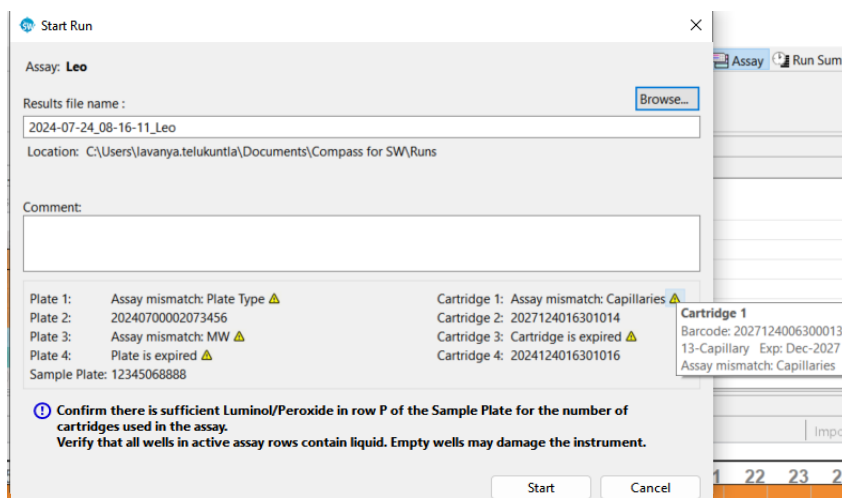 SW Start Run
Assay Run Sum
Assay: Leo
Results file name :
Browse...
2024-07-24_08-16-11_Leo
Location: C:\Users\lavanya.telukuntla\Documents\Compass for SW\Runs
Comment:
Plate 1: Assay mismatch: Plate Type
Plate 2: 20240700002073456
Plate 3: Assay mismatch: MW
Plate 4: Plate is expired
Sample Plate: 12345068888
Cartridge 1: Assay mismatch: Capillaries
Cartridge 2: 2027124016301014
Cartridge 3: Cartridge is expired
Cartridge 4: 2024124016301016
Cartridge 1
Barcode: 2027124006300013
13-Capillary Exp: Dec-2027
Assay mismatch: Capillaries
Confirm there is sufficient Luminol/Peroxide in row P of the Sample Plate for the number of
cartridges used in the assay.
Verify that all wells in active assay rows contain liquid. Empty wells may damage the instrument.
Impo
Start Cancel
1 22 23 2